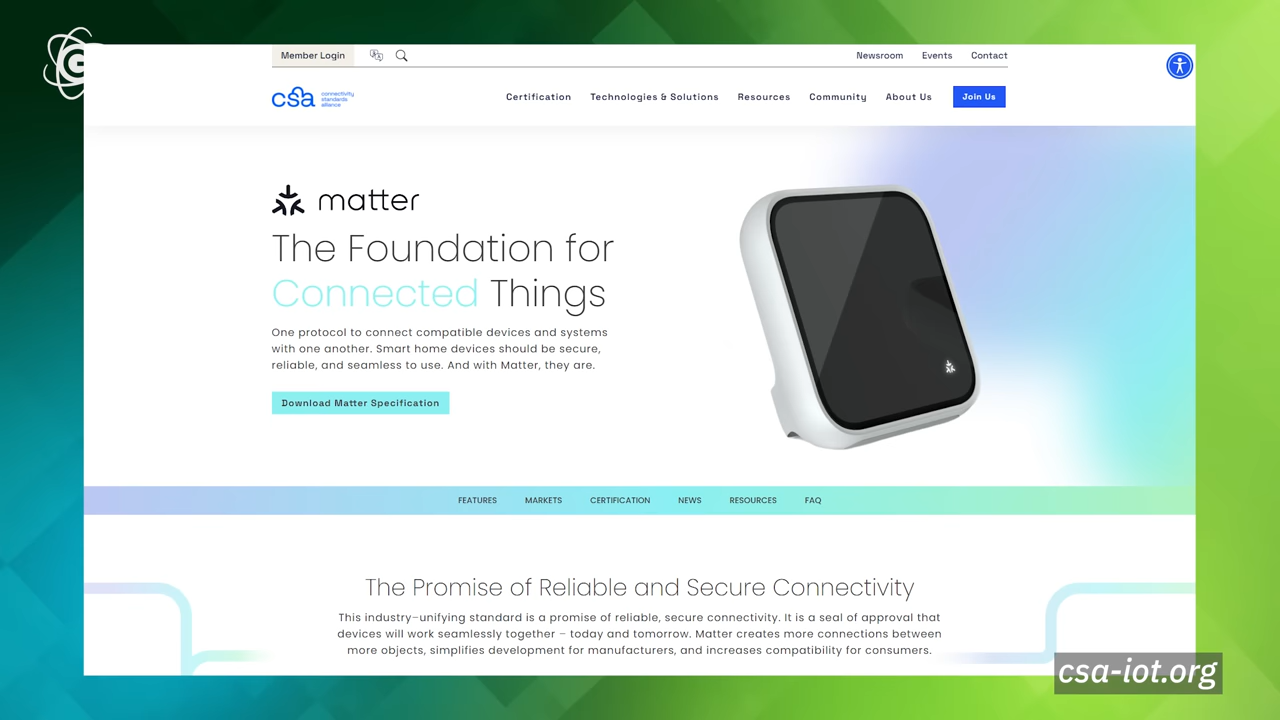 Member Login
Newsroom Events Contact
csa connectivity
standards
alliance
Certification Technologies & Solutions Resources Community About Us Join Us
matter
The Foundation for
Connected Things
One protocol to connect compatible devices and systems
with one another. Smart home devices should be secure,
reliable, and seamless to use. And with Matter, they are.
Download Matter Specification
FEATURES MARKETS CERTIFICATION NEWS RESOURCES FAQ
The Promise of Reliable and Secure Connectivity
This industry-unifying standard is a promise of reliable, secure connectivity. It is a seal of approval that
devices will work seamlessly together – today and tomorrow. Matter creates more connections between
more objects, simplifies development for manufacturers, and increases compatibility for consumers.
csa-iot.org